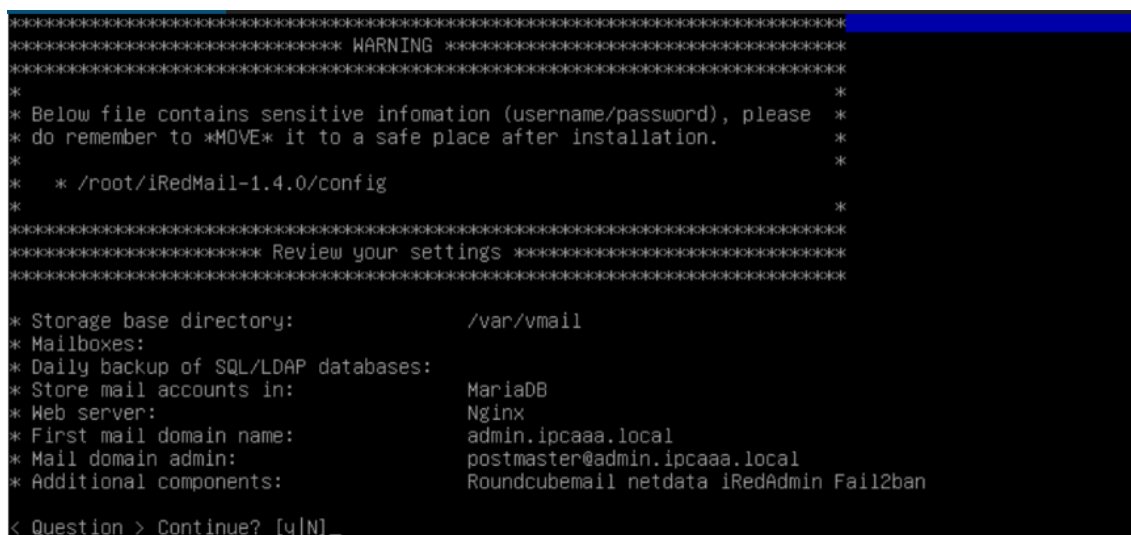 ******************************************************************************
******************************* WARNING **************************************
******************************************************************************
*                                                                            *
* Below file contains sensitive infomation (username/password), please  *
* do remember to *MOVE* it to a safe place after installation.           *
*                                                                            *
*   * /root/iRedMail-1.4.0/config
*                                                                            *
******************************************************************************
************************ Review your settings ********************************
******************************************************************************
* Storage base directory:                /var/vmail
* Mailboxes:
* Daily backup of SQL/LDAP databases:
* Store mail accounts in:                MariaDB
* Web server:                            Nginx
* First mail domain name:                admin.ipcaaa.local
* Mail domain admin:                     postmaster@admin.ipcaaa.local
* Additional components:                 Roundcubemail netdata iRedAdmin Fail2ban
< Question > Continue? [y|N]_